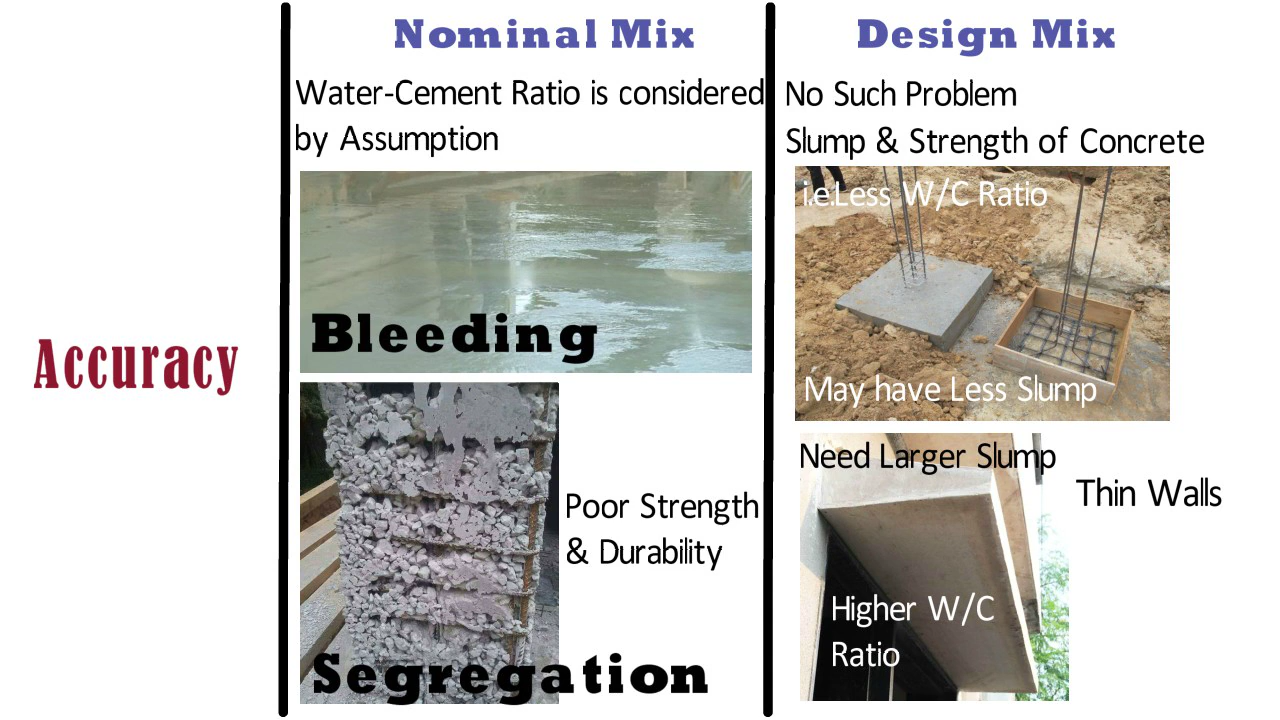 Nominal Mix
Design Mix
Accuracy
Water-Cement Ratio is considered
by Assumption
Bleeding
Poor Strength
& Durability
Segregation
No Such Problem
Slump & Strength of Concrete
i.e.Less W/C Ratio
May have Less Slump
Need Larger Slump
Thin Walls
Higher W/C
Ratio